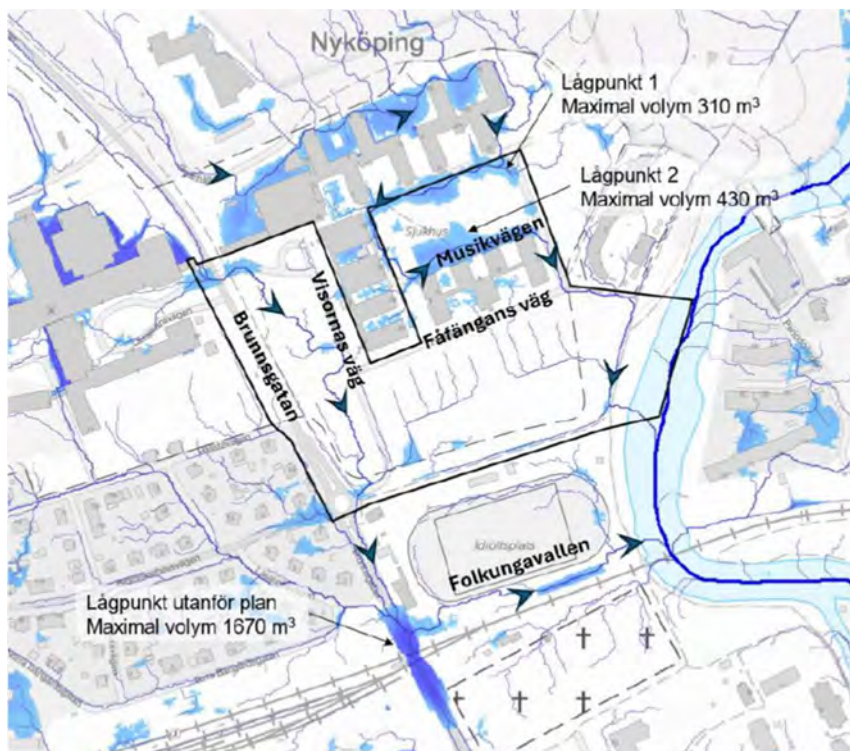 Nyköping
Lågpunkt 1
Maximal volym 310 m³
Lågpunkt 2
Maximal volym 430 m³
Sjukhus
Musikvägen
Visornas väg
Fåfängans väg
Brunnsgatan
Idrottsplats
Folkungavallen
Lågpunkt utanför plan
Maximal volym 1670 m³